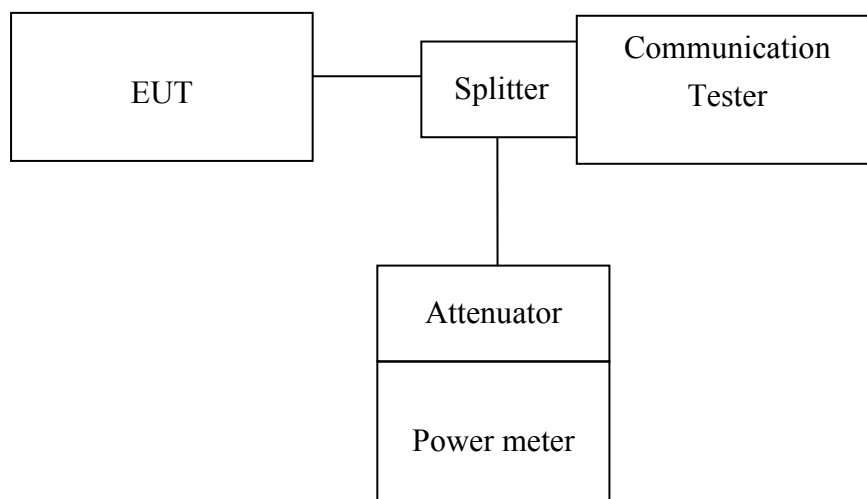 EUT
Splitter
Communication
Tester
Attenuator
Power meter